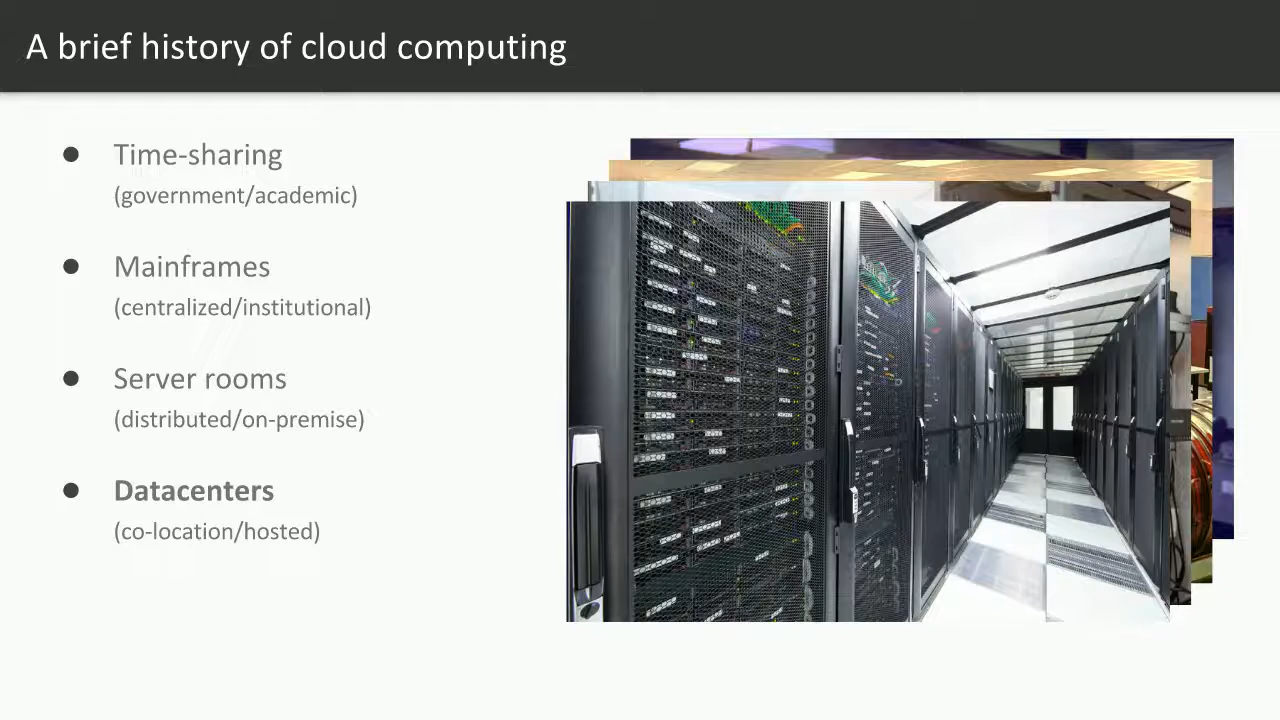 A brief history of cloud computing
● Time-sharing
(government/academic)
● Mainframes
(centralized/institutional)
● Server rooms
(distributed/on-premise)
● Datacenters
(co-location/hosted)